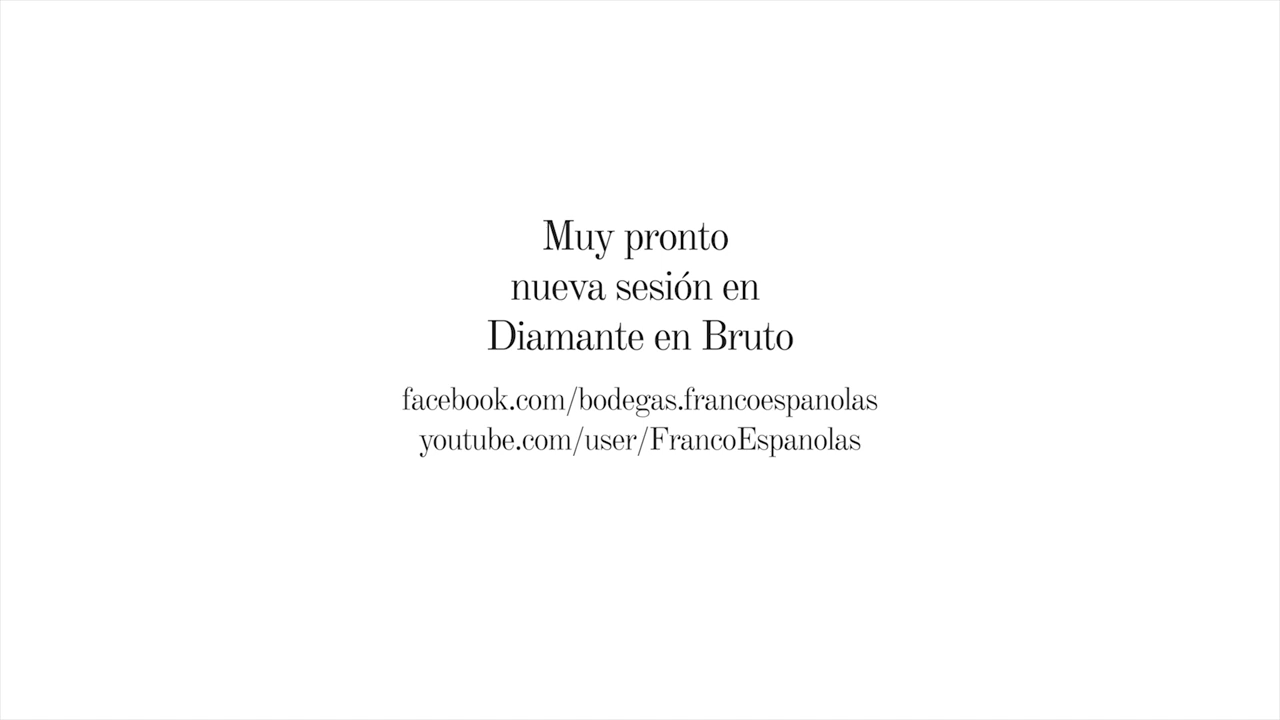 Muy pronto
nueva sesión en
Diamante en Bruto
facebook.com/bodegas.francoespanolas
youtube.com/user/FrancoEspanolas